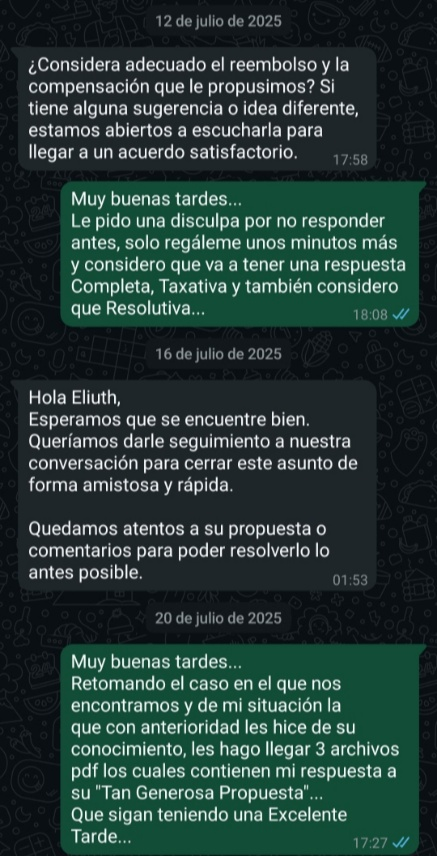 12 de julio de 2025
¿Considera adecuado el reembolso y la
compensación que le propusimos? Si
tiene alguna sugerencia o idea diferente,
estamos abiertos a escucharla para
llegar a un acuerdo satisfactorio.
17:58
Muy buenas tardes...
Le pido una disculpa por no responder
antes, solo regáleme unos minutos más
y considero que va a tener una respuesta
Completa, Taxativa y también considero
que Resolutiva...
18:08
16 de julio de 2025
Hola Eliuth,
Esperamos que se encuentre bien.
Queríamos darle seguimiento a nuestra
conversación para cerrar este asunto de
forma amistosa y rápida.
Quedamos atentos a su propuesta o
comentarios para poder resolverlo lo
antes posible.
01:53
20 de julio de 2025
Muy buenas tardes...
Retomando el caso en el que nos
encontramos y de mi situación la
que con anterioridad les hice de su
conocimiento, les hago llegar 3 archivos
pdf los cuales contienen mi respuesta a
su "Tan Generosa Propuesta"...
Que sigan teniendo una Excelente
Tarde...
17:27